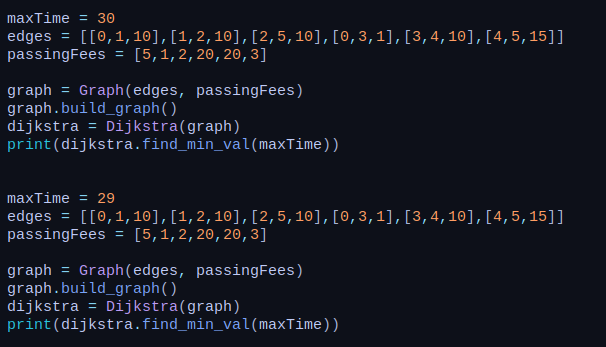 maxTime = 30
edges = [[0,1,10],[1,2,10],[2,5,10],[0,3,1],[3,4,10],[4,5,15]]
passingFees = [5,1,2,20,20,3]
graph = Graph(edges, passingFees)
graph.build_graph()
dijkstra = Dijkstra(graph)
print(dijkstra.find_min_val(maxTime))
maxTime = 29
edges = [[0,1,10],[1,2,10],[2,5,10],[0,3,1],[3,4,10],[4,5,15]]
passingFees = [5,1,2,20,20,3]
graph = Graph(edges, passingFees)
graph.build_graph()
dijkstra = Dijkstra(graph)
print(dijkstra.find_min_val(maxTime))